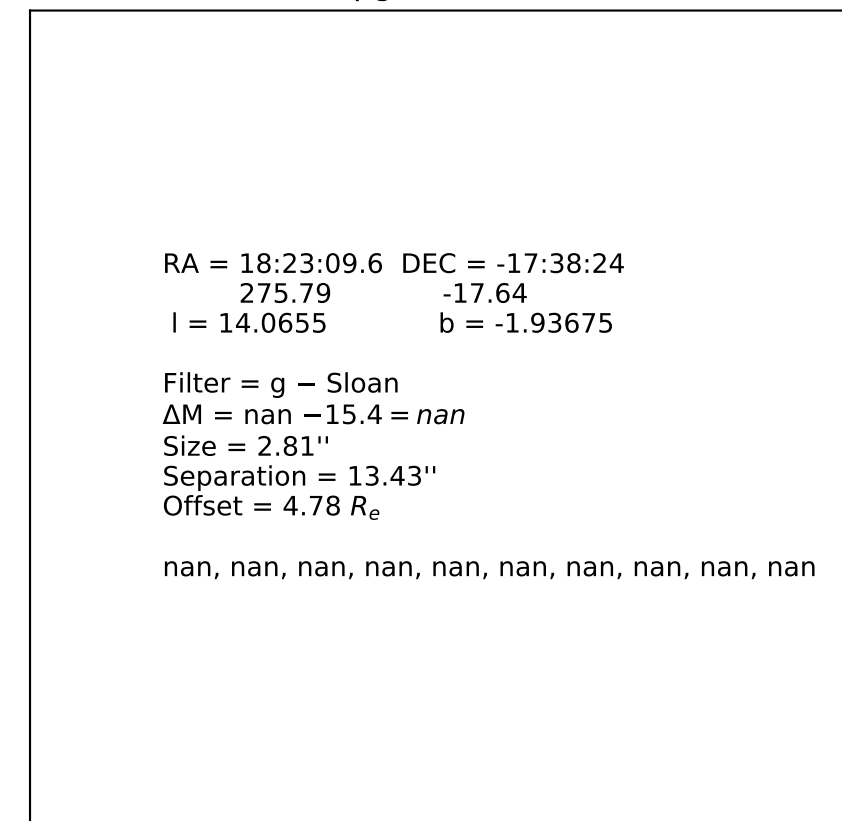 RA = 18:23:09.6 DEC = -17:38:24
275.79 -17.64
l = 14.0655 b = -1.93675
Filter = g − Sloan
ΔM = nan −15.4 = nan
Size = 2.81''
Separation = 13.43''
Offset = 4.78 Re
nan, nan, nan, nan, nan, nan, nan, nan, nan, nan